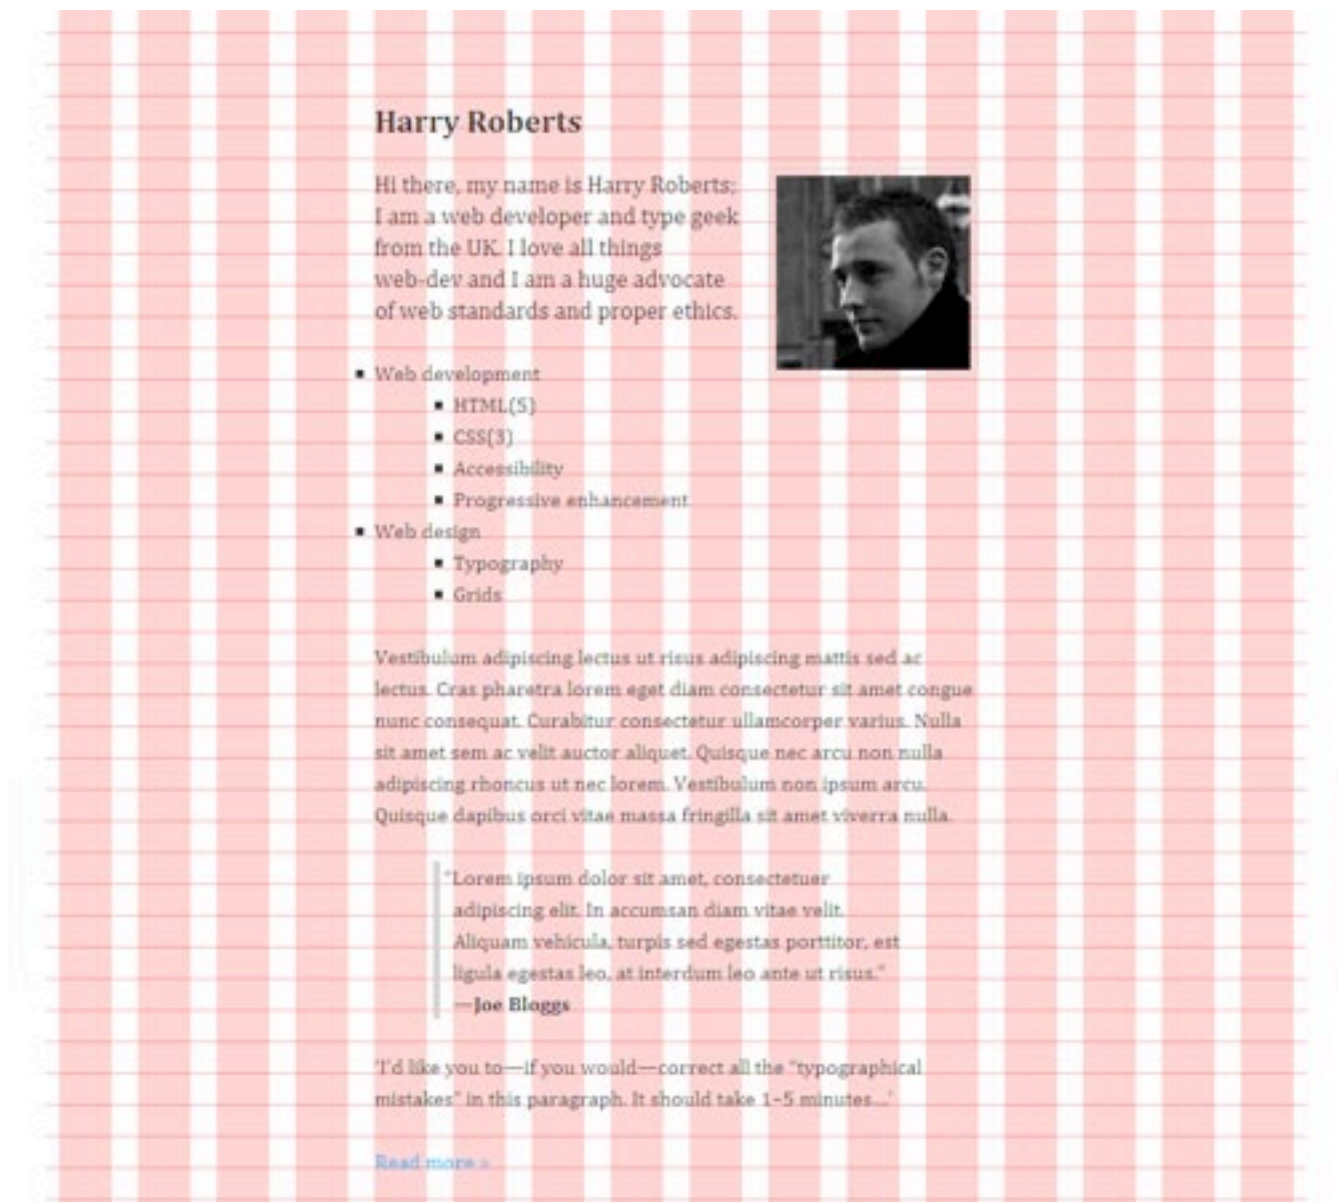 Harry Roberts
Hi there, my name is Harry Roberts;
I am a web developer and type geek
from the UK. I love all things
web-dev and I am a huge advocate
of web standards and proper ethics.
▪ Web development
▪ HTML(5)
▪ CSS(3)
▪ Accessibility
▪ Progressive enhancement
▪ Web design
▪ Typography
▪ Grids
Vestibulum adipiscing lectus ut risus adipiscing mattis sed ac
lectus. Cras pharetra lorem eget diam consectetur sit amet congue
nunc consequat. Curabitur consectetur ullamcorper varius. Nulla
sit amet sem ac velit auctor aliquet. Quisque nec arcu non nulla
adipiscing rhoncus ut nec lorem. Vestibulum non ipsum arcu.
Quisque dapibus orci vitae massa fringilla sit amet viverra nulla.
“Lorem ipsum dolor sit amet, consectetuer
adipiscing elit. In accumsan diam vitae velit.
Aliquam vehicula, turpis sed egestas porttitor, est
ligula egestas leo, at interdum leo ante ut risus.”
—Joe Bloggs
‘I’d like you to—if you would—correct all the “typographical
mistakes” in this paragraph. It should take 1–5 minutes…’
Read more »